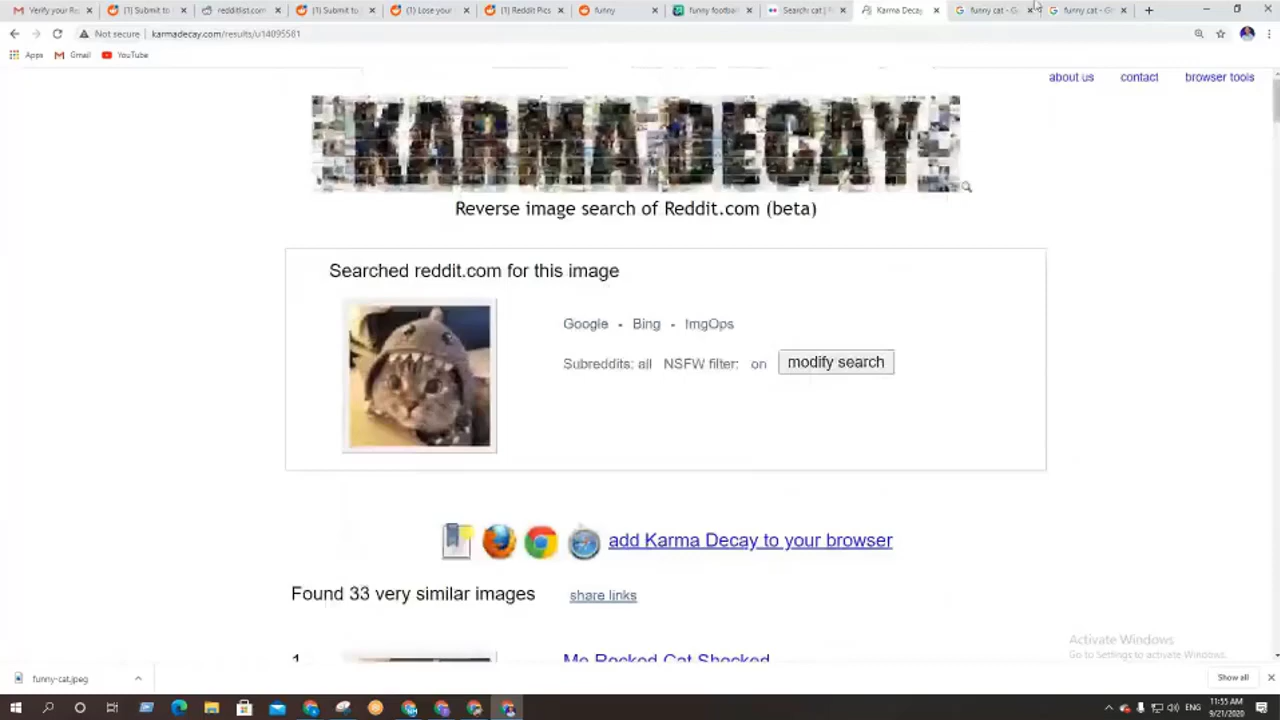 Verify your Re
(1) Submit to
redditlist.com
(1) Submit to
(1) Lose your
(1) Reddit Pics
funny
funny footbal
Search: cat | F
Karma Decay
funny cat - G
funny cat - G
Not secure | karmadecay.com/results/u14095581
Apps Gmail YouTube
about us contact browser tools
KARMA DECAY
Reverse image search of Reddit.com (beta)
Searched reddit.com for this image
Google - Bing - ImgOps
Subreddits: all NSFW filter: on modify search
add Karma Decay to your browser
Found 33 very similar images share links
1 Me Rocked Cat Shocked
Activate Windows
Go to Settings to activate Windows.
funny-cat.jpeg
Show all
ENG
11:55 AM
9/21/2020